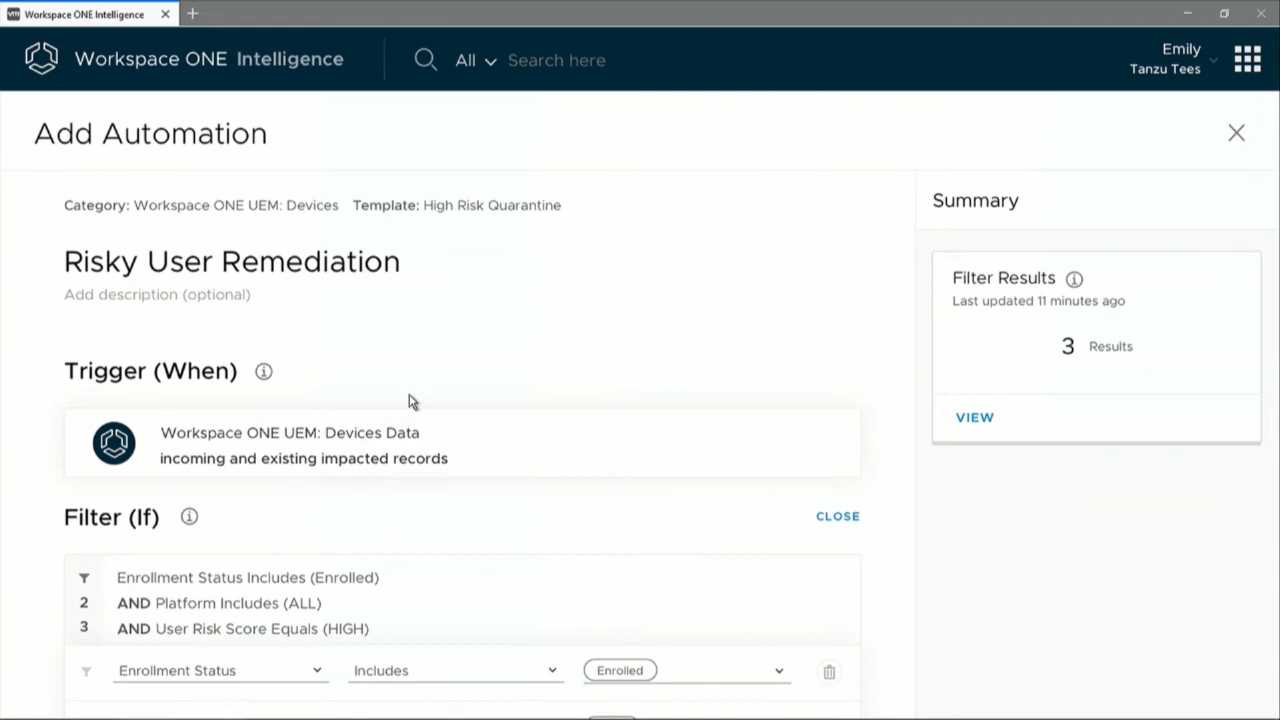 vm Workspace ONE Intelligence
Workspace ONE Intelligence
All Search here
Emily
Tanzu Tees
Add Automation
Category: Workspace ONE UEM: Devices Template: High Risk Quarantine
Risky User Remediation
Add description (optional)
Trigger (When)
Workspace ONE UEM: Devices Data
incoming and existing impacted records
Filter (If)
CLOSE
Enrollment Status Includes (Enrolled)
2 AND Platform Includes (ALL)
3 AND User Risk Score Equals (HIGH)
Enrollment Status Includes Enrolled
Summary
Filter Results
Last updated 11 minutes ago
3 Results
VIEW